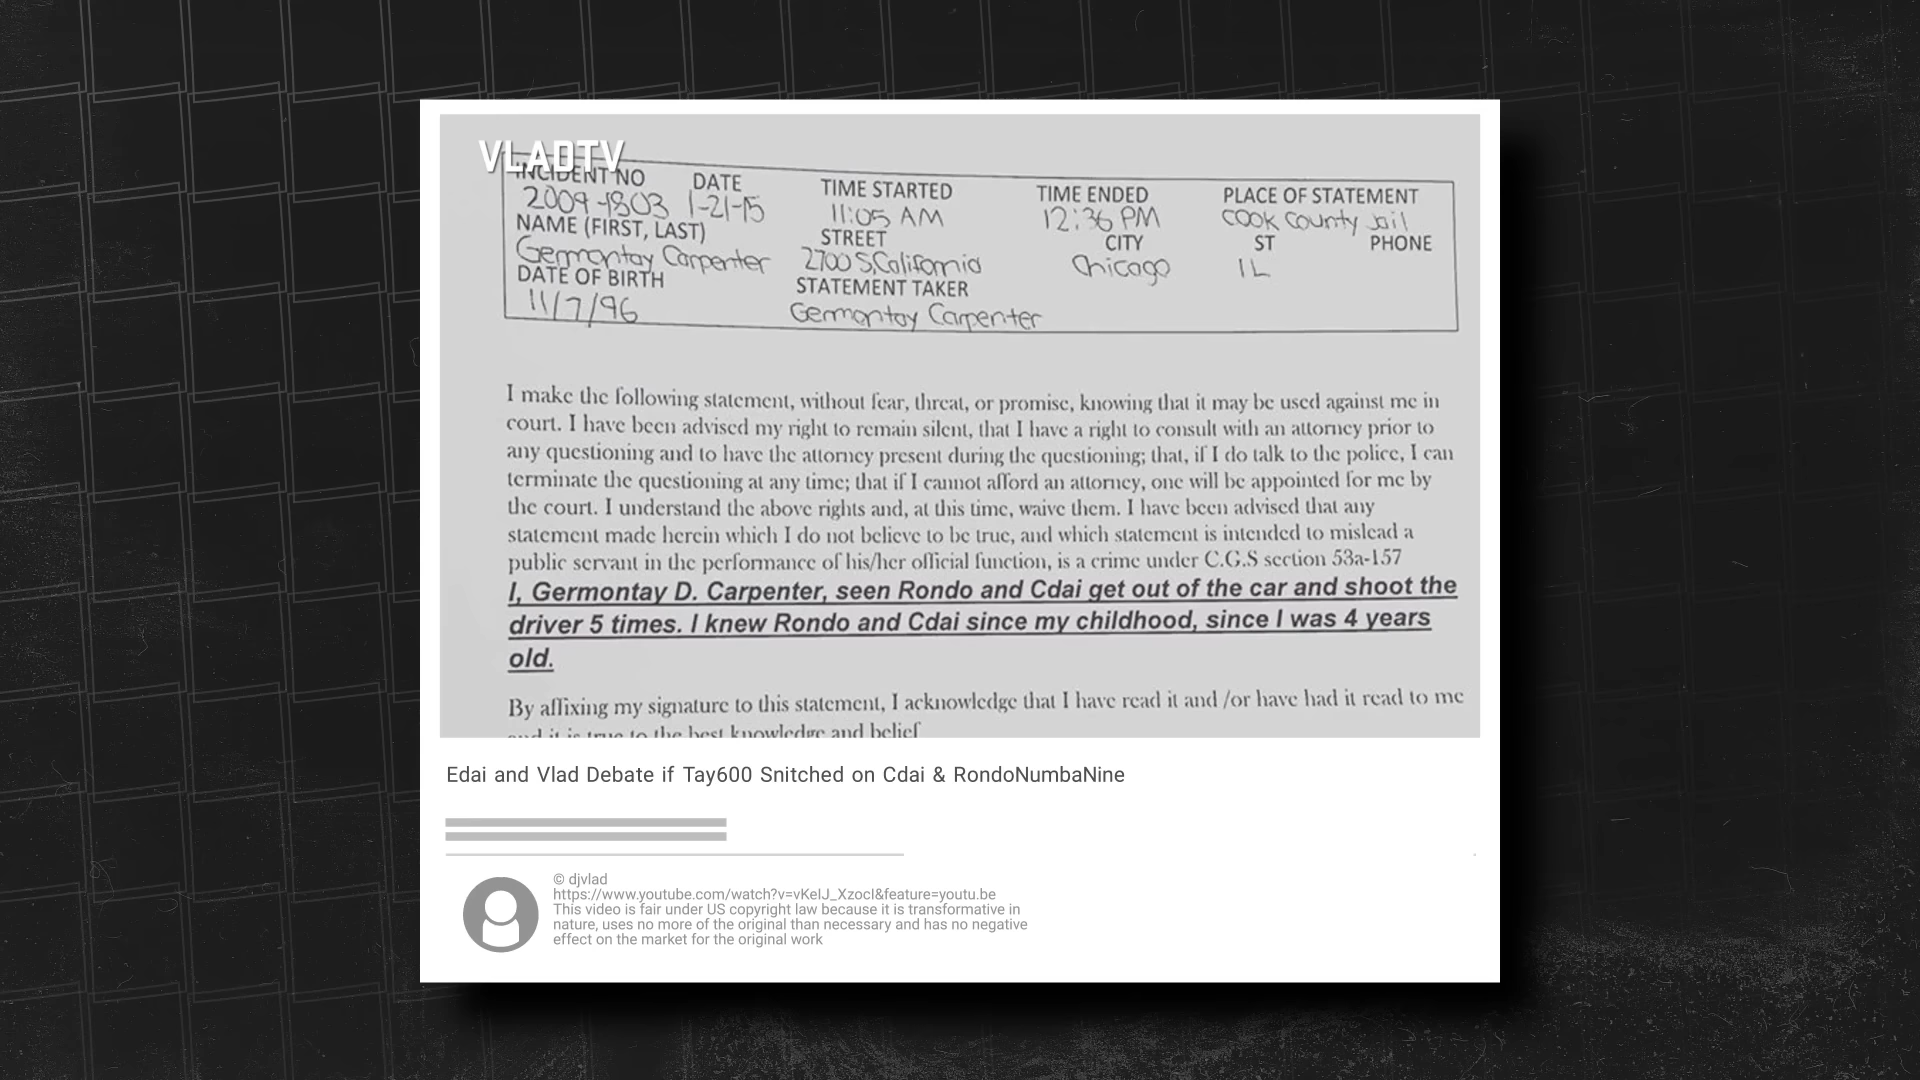 VLADTV
INCIDENT NO DATE TIME STARTED TIME ENDED PLACE OF STATEMENT
2009-1803 1-21-15 11:05 AM 12:36 PM Cook County Jail
NAME (FIRST, LAST) STREET CITY ST PHONE
Germontay Carpenter 2700 S. California Chicago IL
DATE OF BIRTH STATEMENT TAKER
11/7/96 Germontay Carpenter
I make the following statement, without fear, threat, or promise, knowing that it may be used against me in
court. I have been advised my right to remain silent, that I have a right to consult with an attorney prior to
any questioning and to have the attorney present during the questioning; that, if I do talk to the police, I can
terminate the questioning at any time; that if I cannot afford an attorney, one will be appointed for me by
the court. I understand the above rights and, at this time, waive them. I have been advised that any
statement made herein which I do not believe to be true, and which statement is intended to mislead a
public servant in the performance of his/her official function, is a crime under C.G.S section 53a-157
I, Germontay D. Carpenter, seen Rondo and Cdai get out of the car and shoot the
driver 5 times. I knew Rondo and Cdai since my childhood, since I was 4 years
old.
By affixing my signature to this statement, I acknowledge that I have read it and /or have had it read to me
and it is true to the best knowledge and belief
Edai and Vlad Debate if Tay600 Snitched on Cdai & RondoNumbaNine
© djvlad
https://www.youtube.com/watch?v=vKelJ_XzocI&feature=youtu.be
This video is fair under US copyright law because it is transformative in
nature, uses no more of the original than necessary and has no negative
effect on the market for the original work